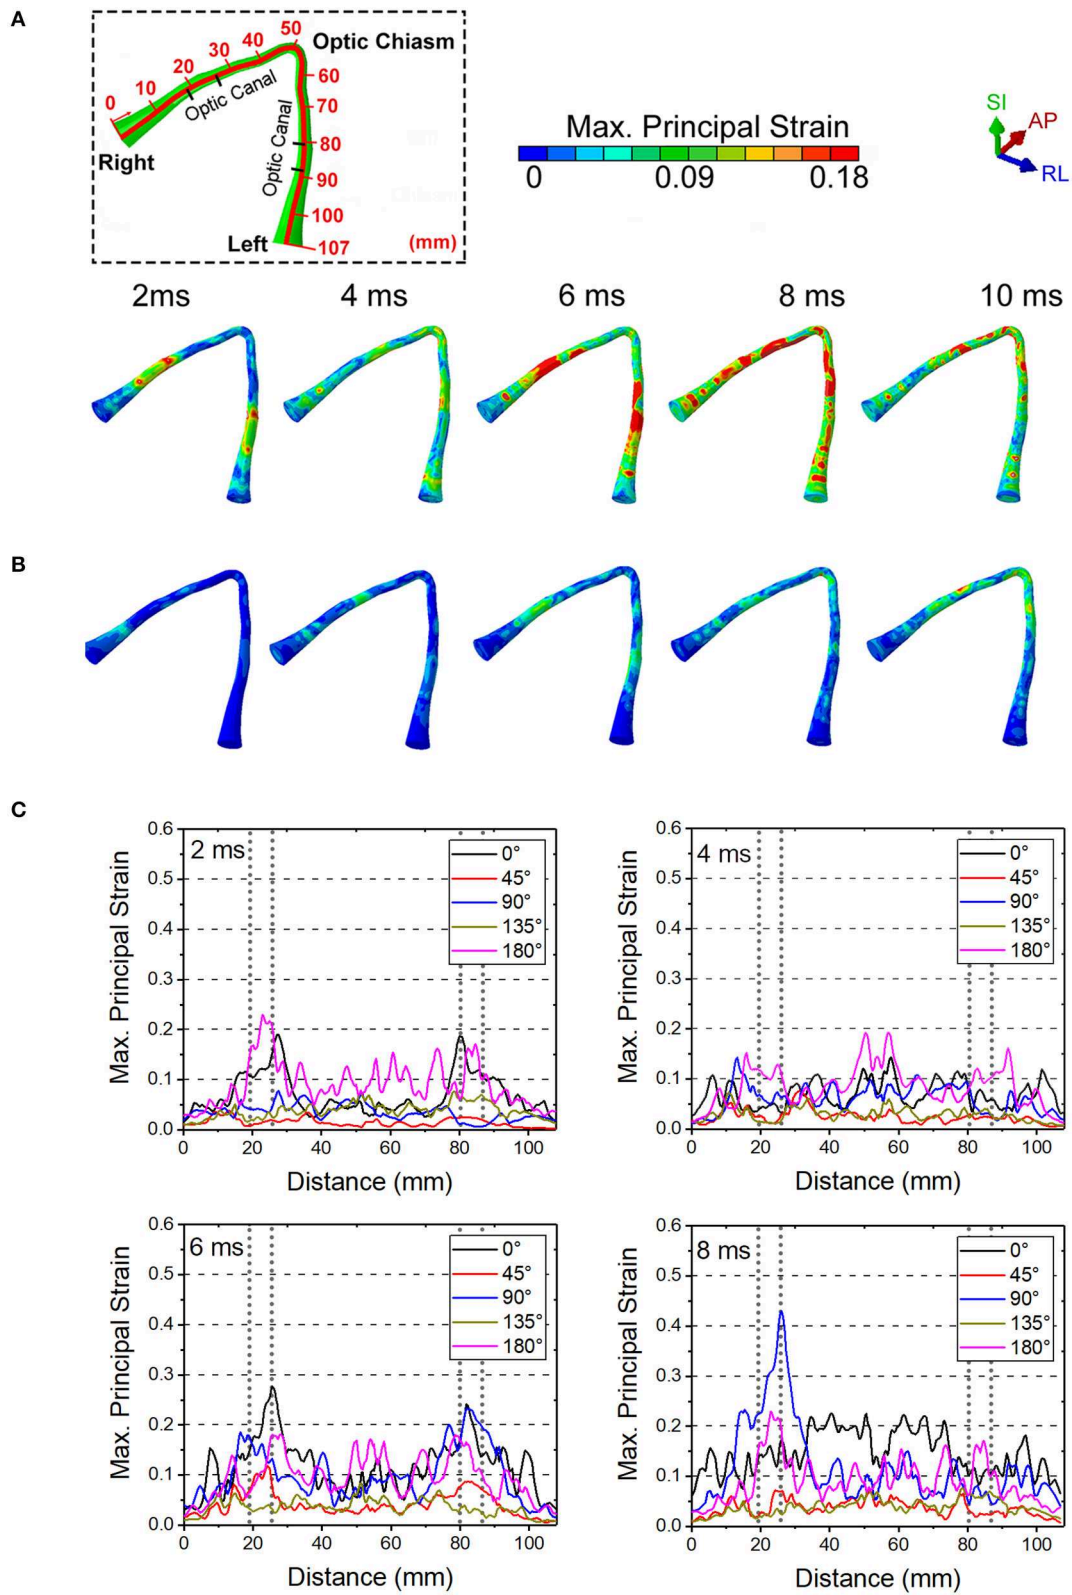 A
0 10 20 30 40 50
Optic Chiasm
60
70
80
90
100
107
Optic Canal
Optic Canal
Right
Left
(mm)
Max. Principal Strain
0 0.09 0.18
SI
AP
RL
2ms 4 ms 6 ms 8 ms 10 ms
B
C
2 ms
0.6
0.5
0.4
0.3
0.2
0.1
0.0
Max. Principal Strain
0°
45°
90°
135°
180°
0 20 40 60 80 100
Distance (mm)
4 ms
0.6
0.5
0.4
0.3
0.2
0.1
0.0
Max. Principal Strain
0°
45°
90°
135°
180°
0 20 40 60 80 100
Distance (mm)
6 ms
0.6
0.5
0.4
0.3
0.2
0.1
0.0
Max. Principal Strain
0°
45°
90°
135°
180°
0 20 40 60 80 100
Distance (mm)
8 ms
0.6
0.5
0.4
0.3
0.2
0.1
0.0
Max. Principal Strain
0°
45°
90°
135°
180°
0 20 40 60 80 100
Distance (mm)